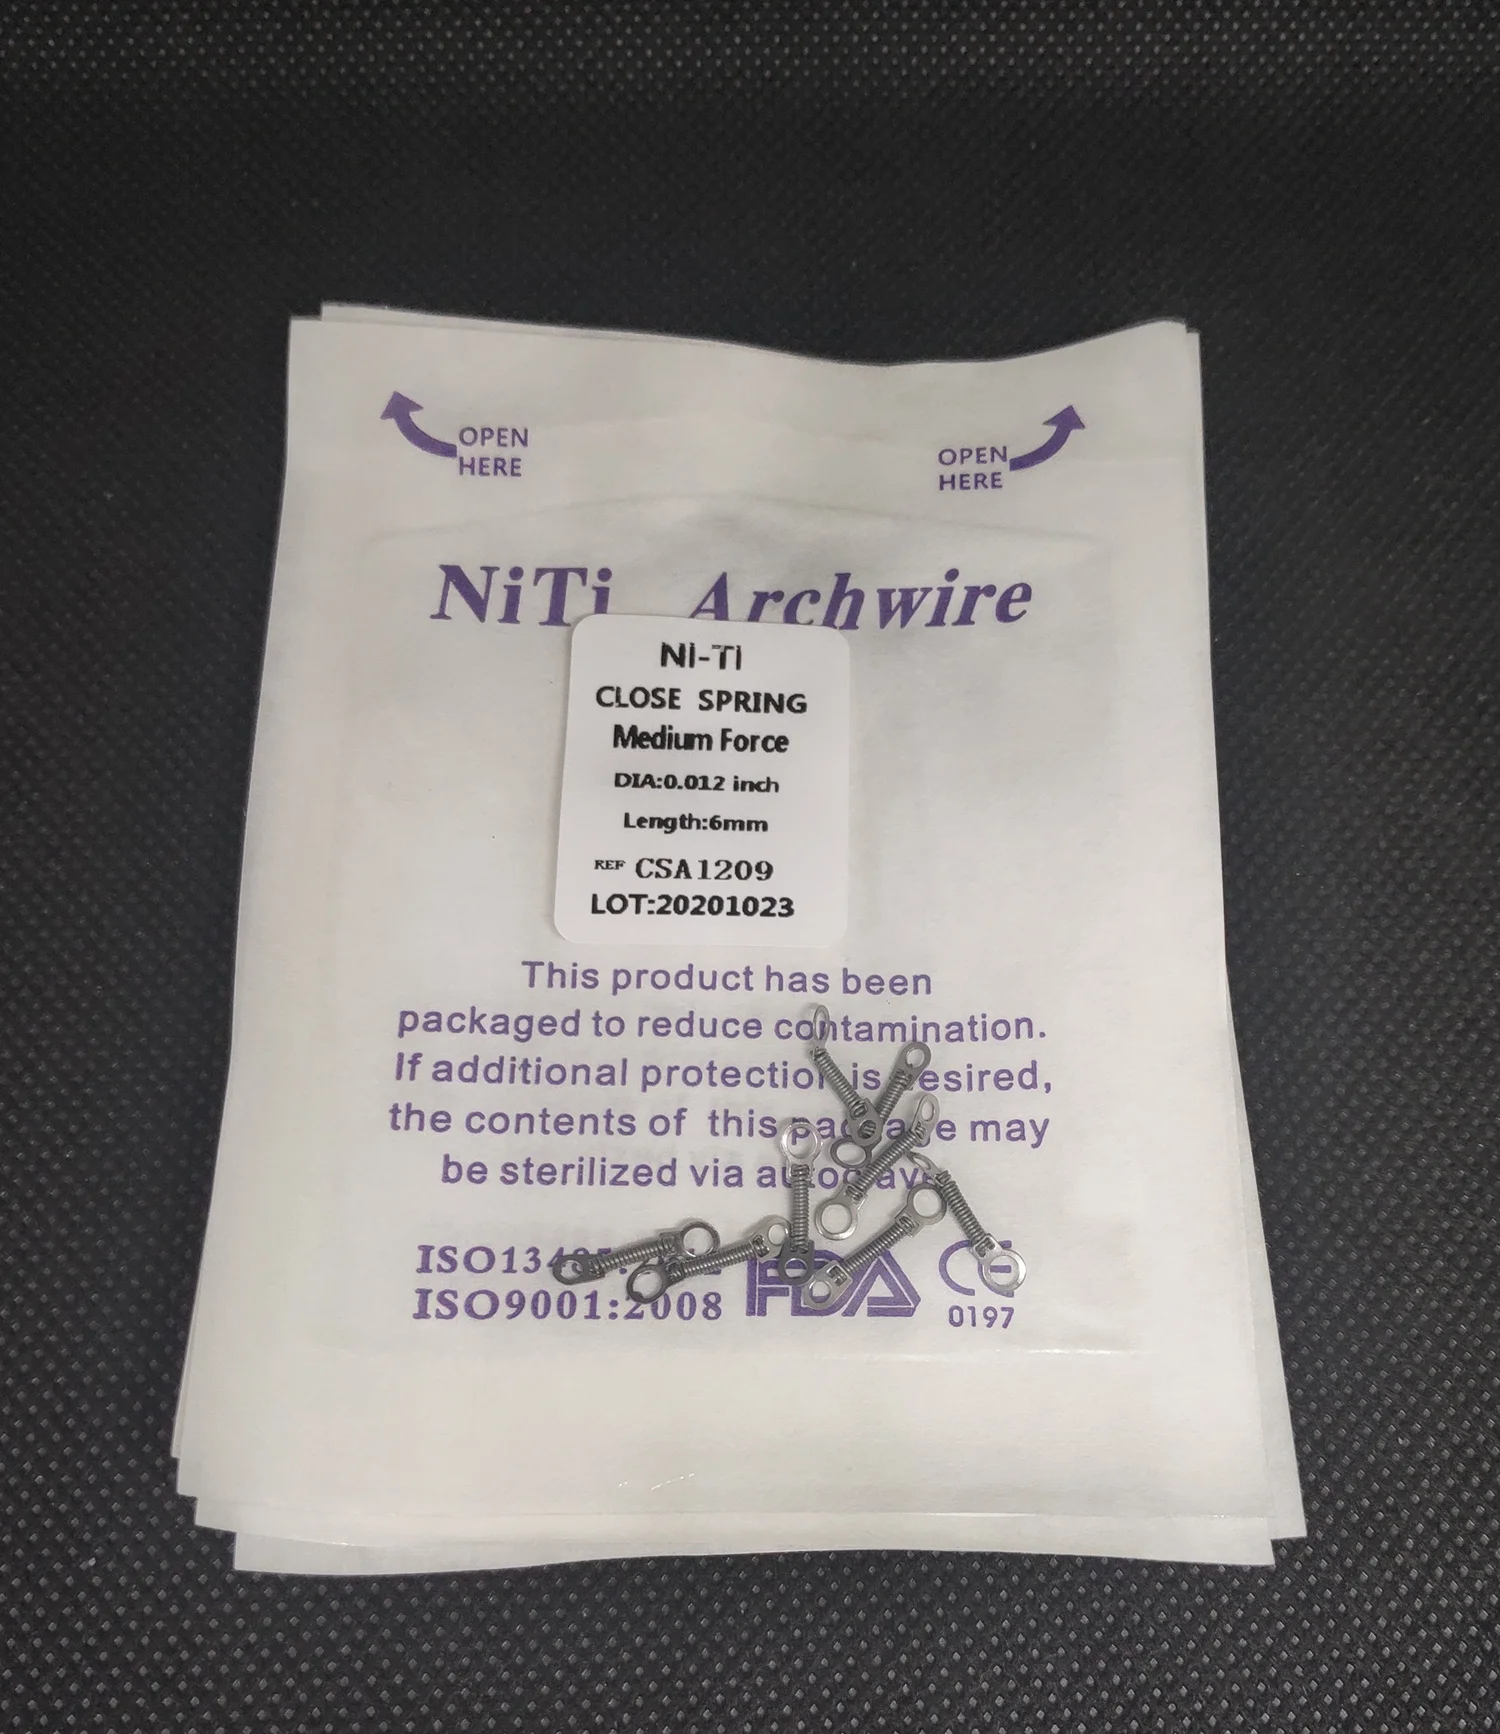 OPEN
HERE
OPEN
HERE
NiTi Archwire
Ni-Ti
CLOSE SPRING
Medium Force
DIA:0.012 inch
Length:6mm
REF CSA1209
LOT:20201023
This product has been
packaged to reduce contamination.
If additional protection is desired,
the contents of this package may
be sterilized via autoclave
ISO9001:2008
FDA
CE
0197